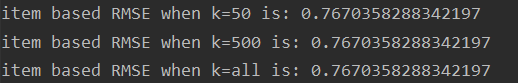 item based RMSE when k=50 is: 0.7670358288342197
item based RMSE when k=500 is: 0.7670358288342197
item based RMSE when k=all is: 0.7670358288342197